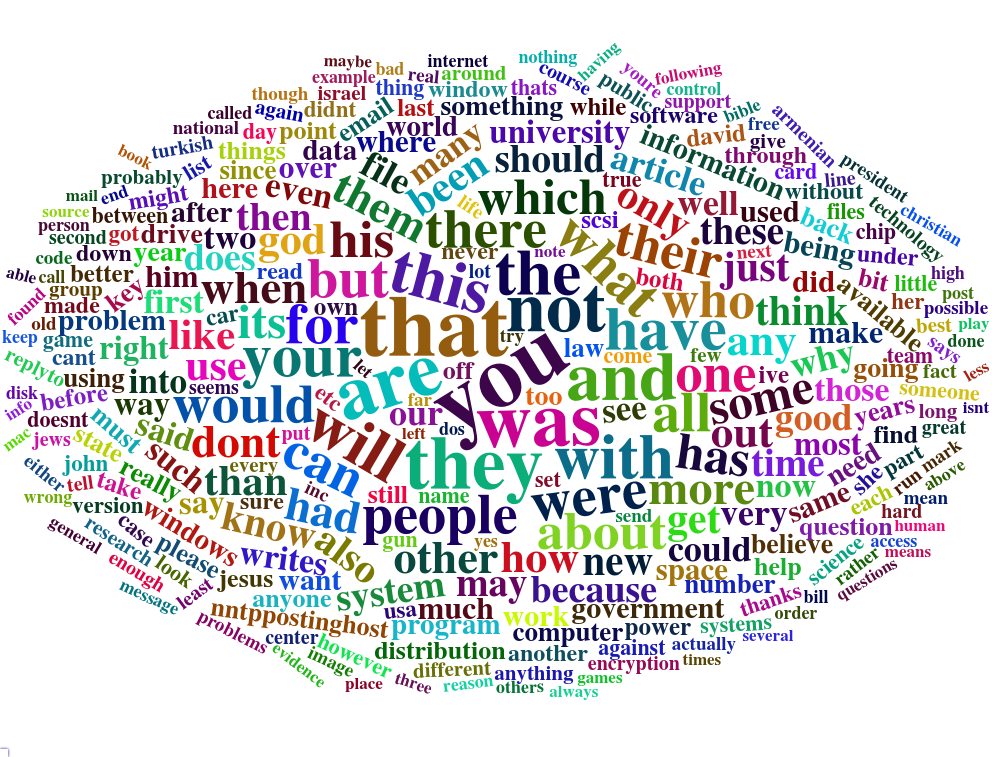 maybe
internet
nothing
having
bad
example
real
around
course
youre
following
though
israel
thing
window
thats
public
control
called
again
didnt
email
last
something
while
software
support
bible
armenian
national
day
point
data
where
world
many
university
information
david
free
give
book
turkish
things
since
over
file
been
should
article
through
card
president
probably
list
might
here
even
them
which
true
only
well
used
without
line
technology
mail
end
source
person
between
after
then
god
his
there
life
scsi
what
their
these
back
files
chip
christian
second
down
got
drive
two
does
read
but
this
never
lot
the
note
both
next
just
being
under
high
code
year
able
call
better
group
him
key
when
own
that
not
have
who
did
bit
little
available
her
post
possible
found
made
old
problem
first
car
its
for
try
you
law
come
few
any
think
make
best
play
says
done
keep
game
cant
right
like
your
let
off
are
and
one
ive
why
going
team
fact
less
replyto
using
into
use
seems
etc
far
too
was
see
all
some
those
someone
disk
info
before
way
would
our
left
dos
out
good
years
long
isnt
doesnt
mac
jews
must
said
dont
put
will
they
with
has
time
most
need
find
great
state
such
can
every
john
either
tell
take
really
than
inc
still
name
set
were
more
now
same
she
part
run
mark
above
wrong
version
say
sure
had
people
send
about
get
very
each
mean
hard
general
case
windows
know
also
gun
yes
question
human
research
please
writes
other
how
new
could
believe
science
access
enough
look
jesus
want
system
may
because
space
number
help
rather
means
message
least
anyone
usa
much
work
government
thanks
bill
questions
nntppostinghost
program
computer
power
systems
order
problems
center
however
distribution
another
against
actually
several
evidence
image
different
anything
encryption
times
place
three
reason
others
games
always